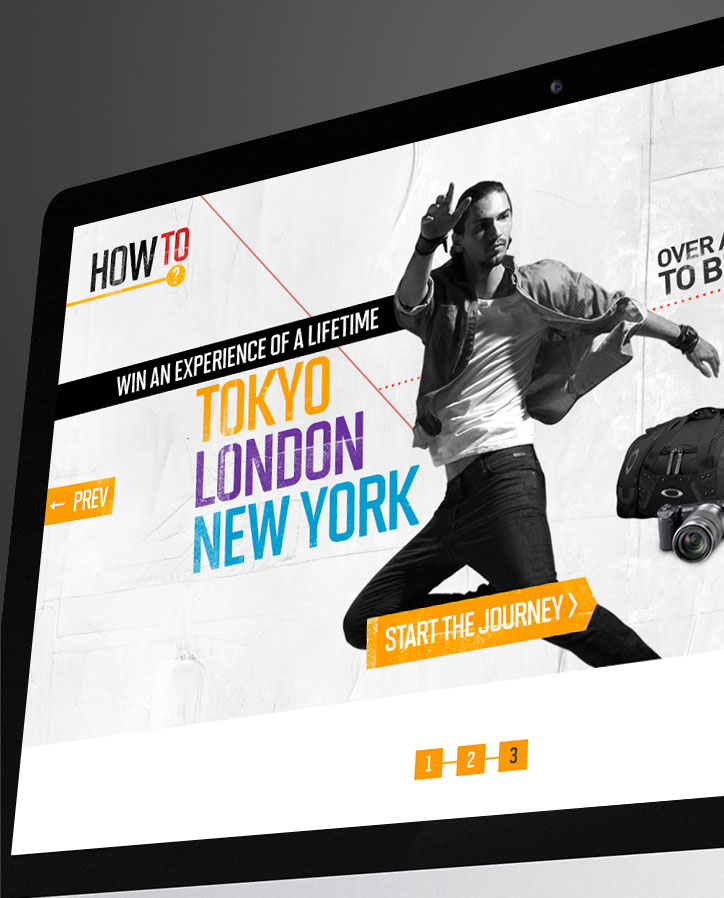 HOW TO
?
OVER
TO
WIN AN EXPERIENCE OF A LIFETIME
TOKYO
LONDON
NEW YORK
← PREV
START THE JOURNEY >
1 2 3